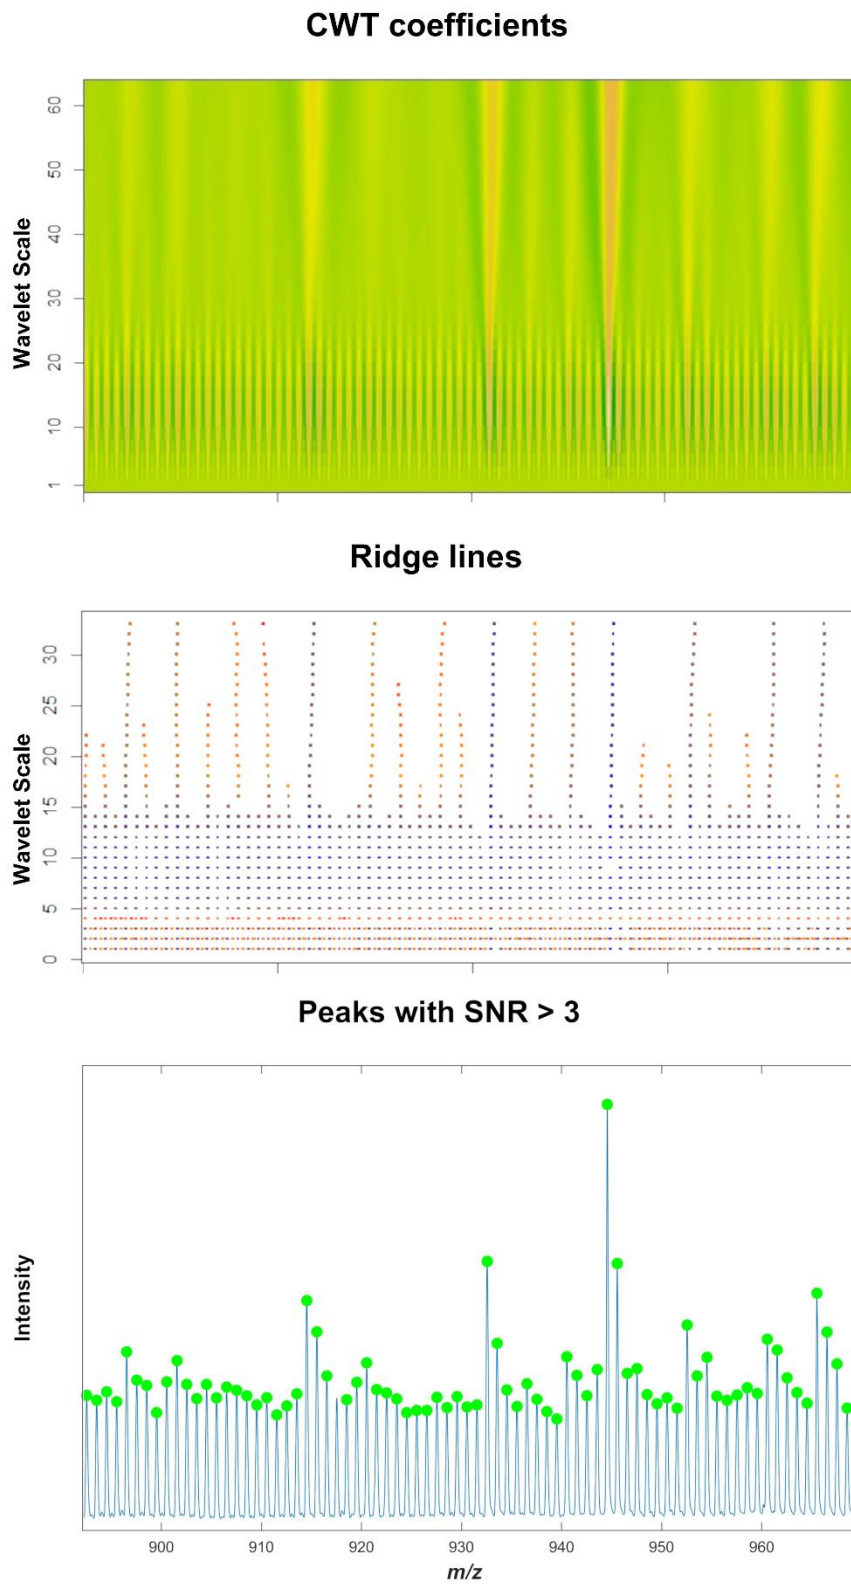 CWT coefficients
Wavelet Scale
60
50
40
30
20
10
1
Ridge lines
Wavelet Scale
30
25
20
15
10
5
0
Peaks with SNR > 3
Intensity
900 910 920 930 940 950 960
m/z